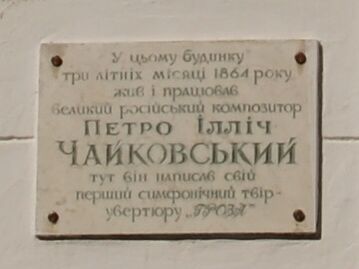 У цьому будинку
три літніх місяці 1864 року
жив і працював
великий російський композитор
Петро Ілліч
Чайковський
тут він написав свій
перший симфонічний твір-
увертюру „Гроза"